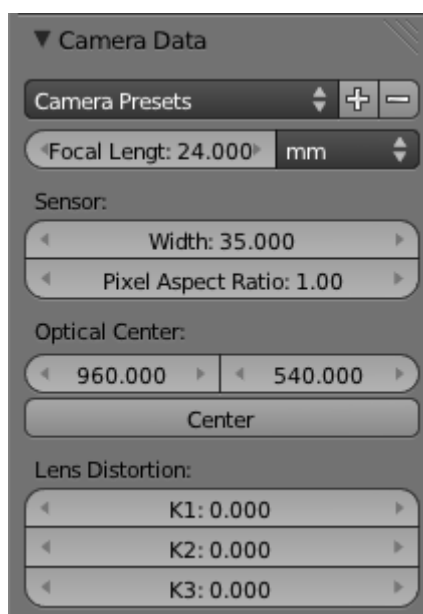 Camera Data
Camera Presets
Focal Lengt: 24.000 mm
Sensor:
Width: 35.000
Pixel Aspect Ratio: 1.00
Optical Center:
960.000 540.000
Center
Lens Distortion:
K1: 0.000
K2: 0.000
K3: 0.000